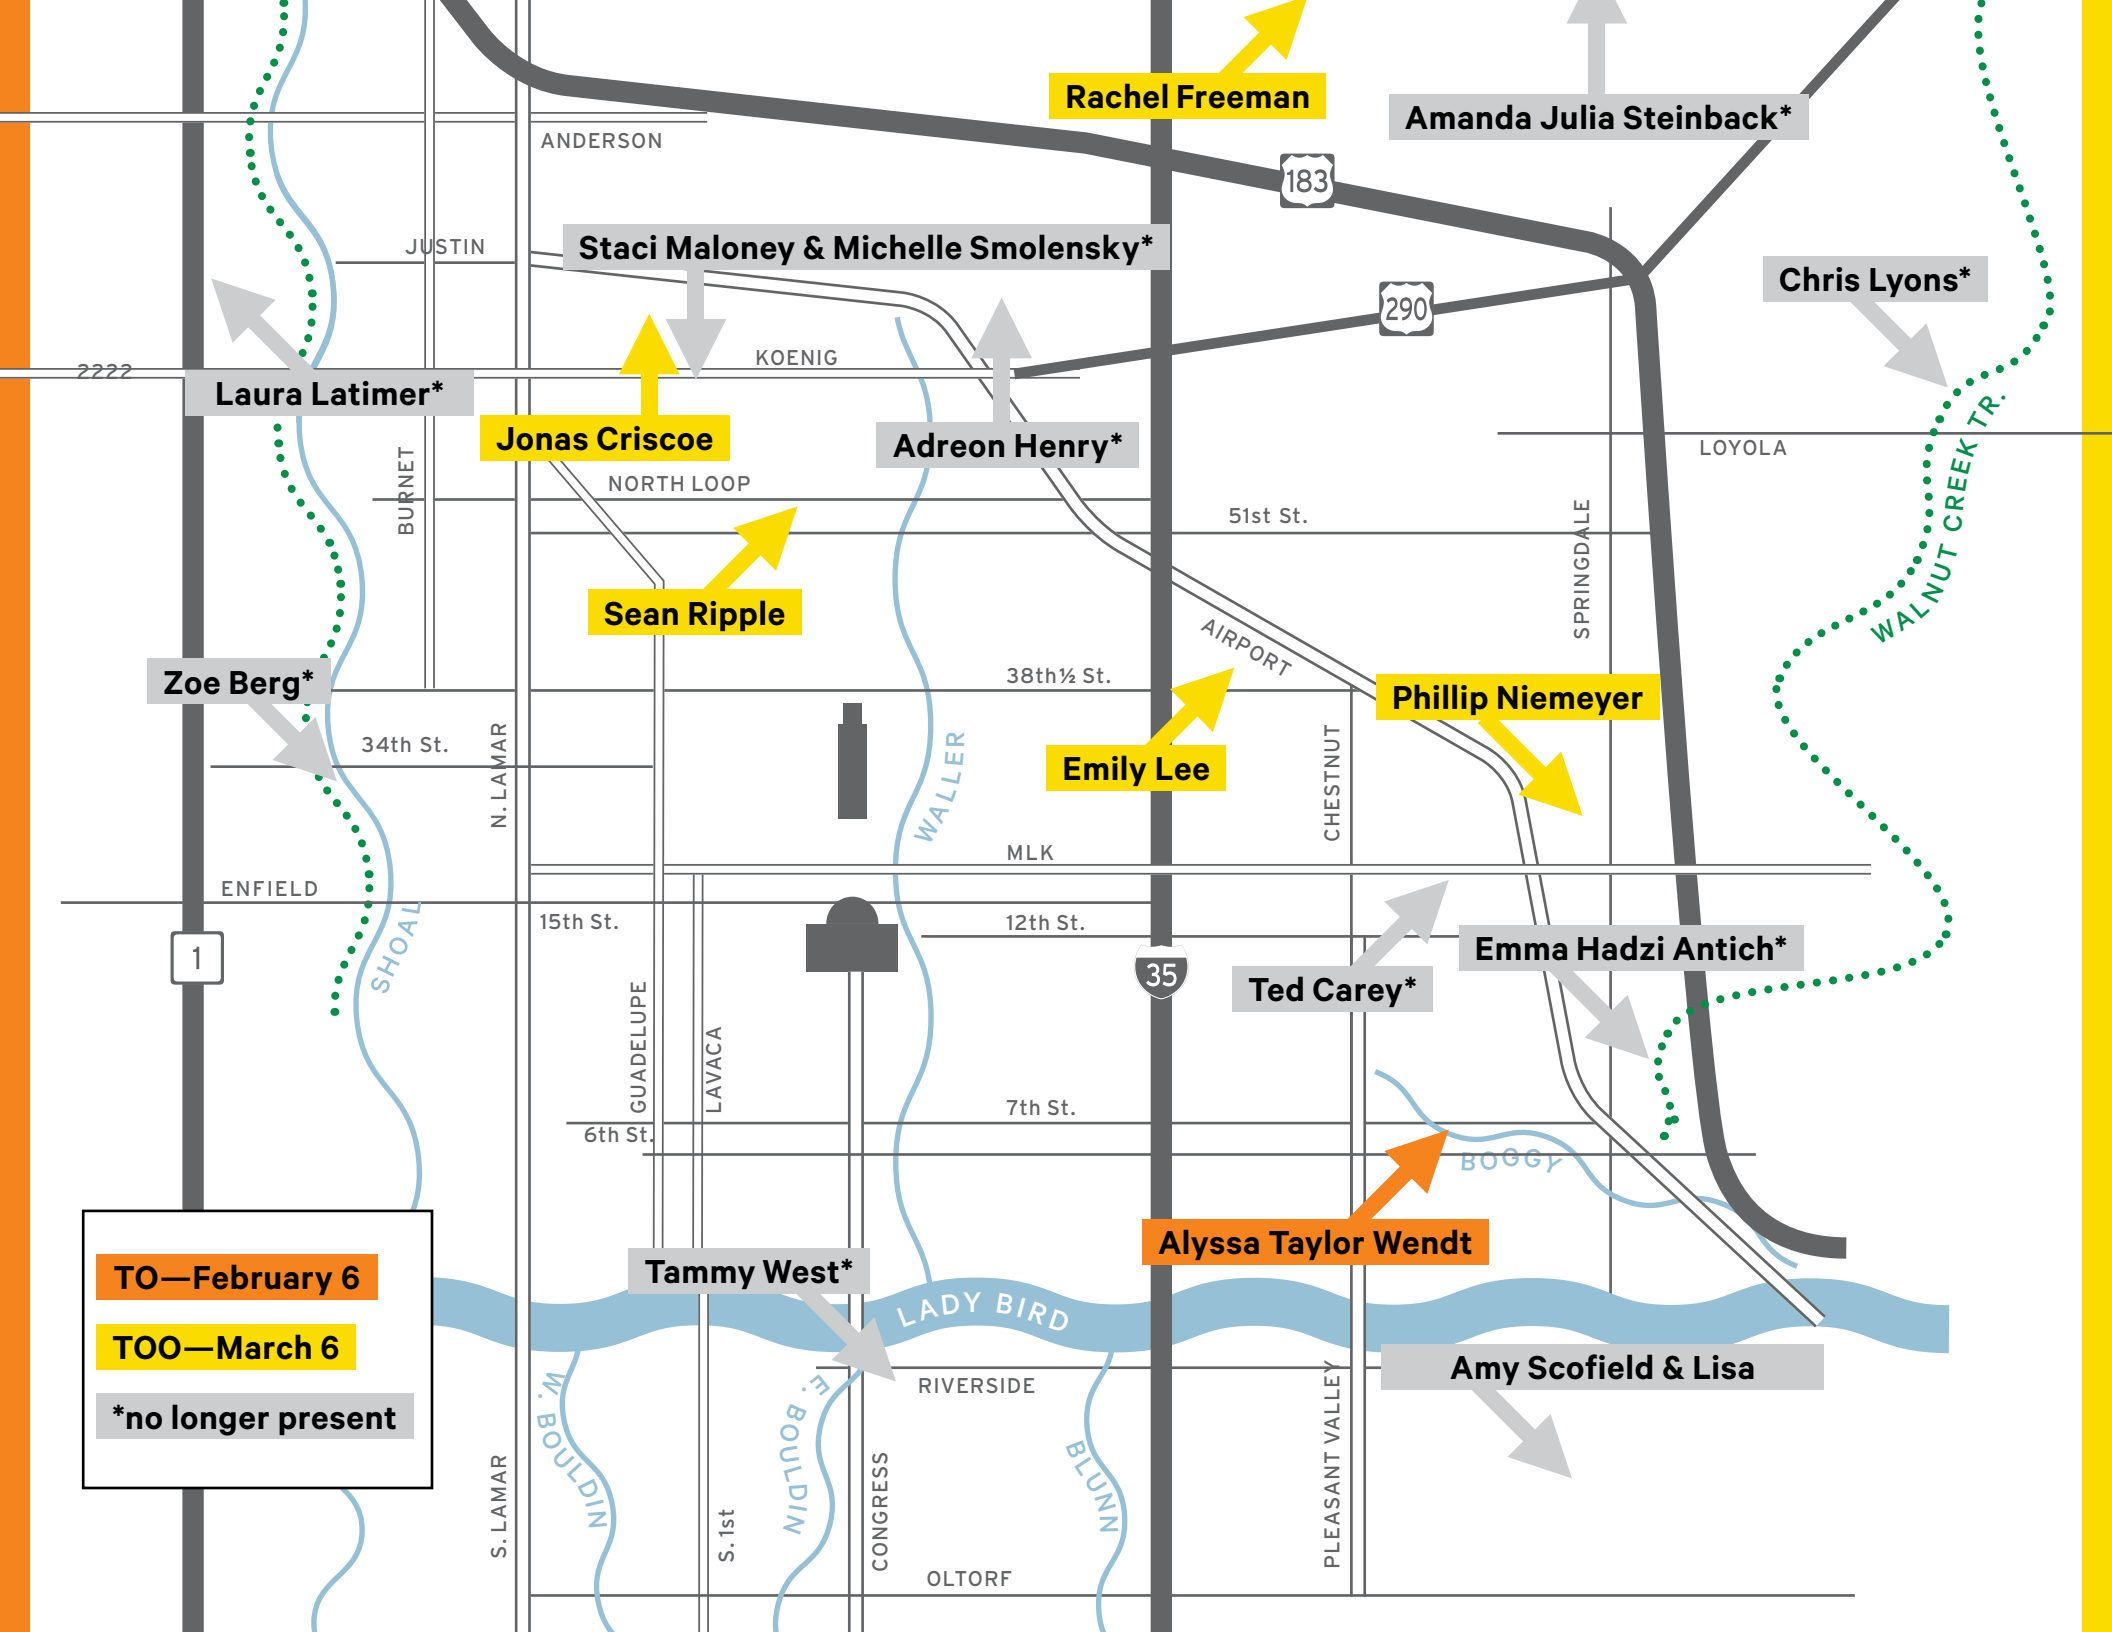 Rachel Freeman
Amanda Julia Steinback*
ANDERSON
183
JUSTIN
Staci Maloney & Michelle Smolensky*
Chris Lyons*
290
2222
KOENIG
Laura Latimer*
Jonas Criscoe
Adreon Henry*
LOYOLA
WALNUT CREEK TR.
BURNET
NORTH LOOP
51st St.
SPRINGDALE
Sean Ripple
AIRPORT
Zoe Berg*
38th½ St.
Phillip Niemeyer
34th St.
N. LAMAR
WALLER
Emily Lee
CHESTNUT
MLK
ENFIELD
SHOAL
15th St.
12th St.
Emma Hadzi Antich*
1
35
Ted Carey*
GUADELUPE
LAVACA
7th St.
6th St.
BOGGY
Alyssa Taylor Wendt
Tammy West*
LADY BIRD
TO—February 6
TOO—March 6
*no longer present
Amy Scofield & Lisa
RIVERSIDE
W. BOULDIN
E. BOULDIN
BLUNN
PLEASANT VALLEY
S. LAMAR
S. 1st
CONGRESS
OLTORF